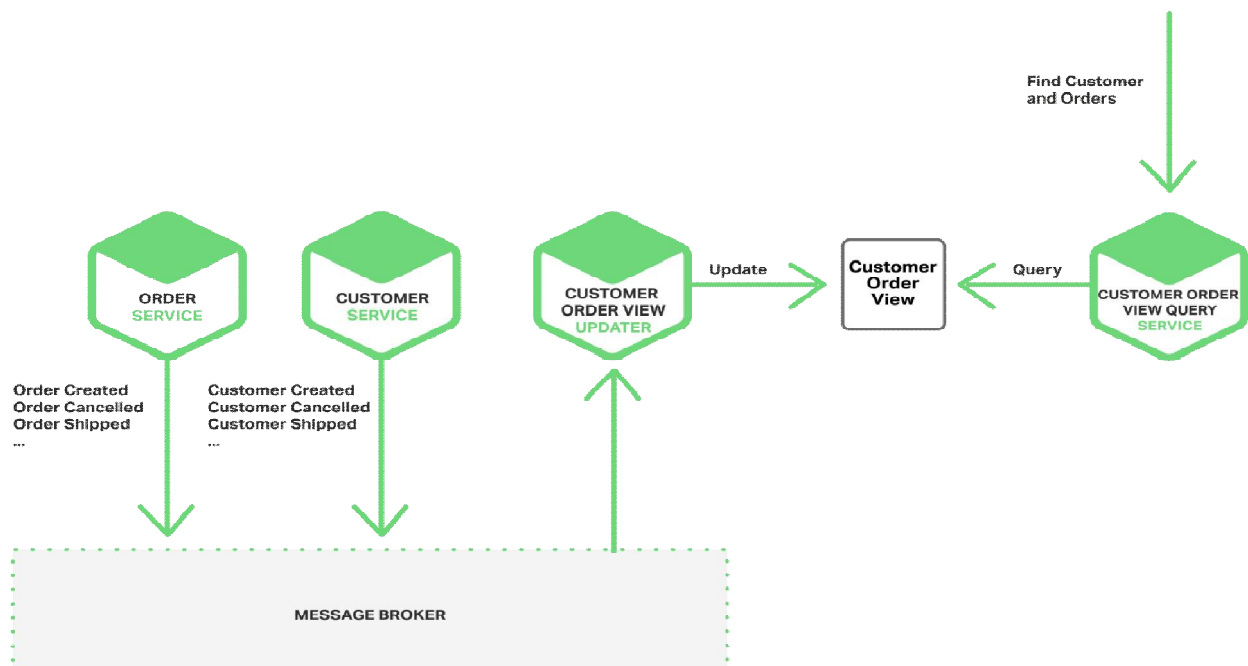 Find Customer
and Orders
ORDER
SERVICE
CUSTOMER
SERVICE
CUSTOMER
ORDER VIEW
UPDATER
Update
Customer
Order
View
Query
CUSTOMER ORDER
VIEW QUERY
SERVICE
Order Created
Order Cancelled
Order Shipped
...
Customer Created
Customer Cancelled
Customer Shipped
...
MESSAGE BROKER